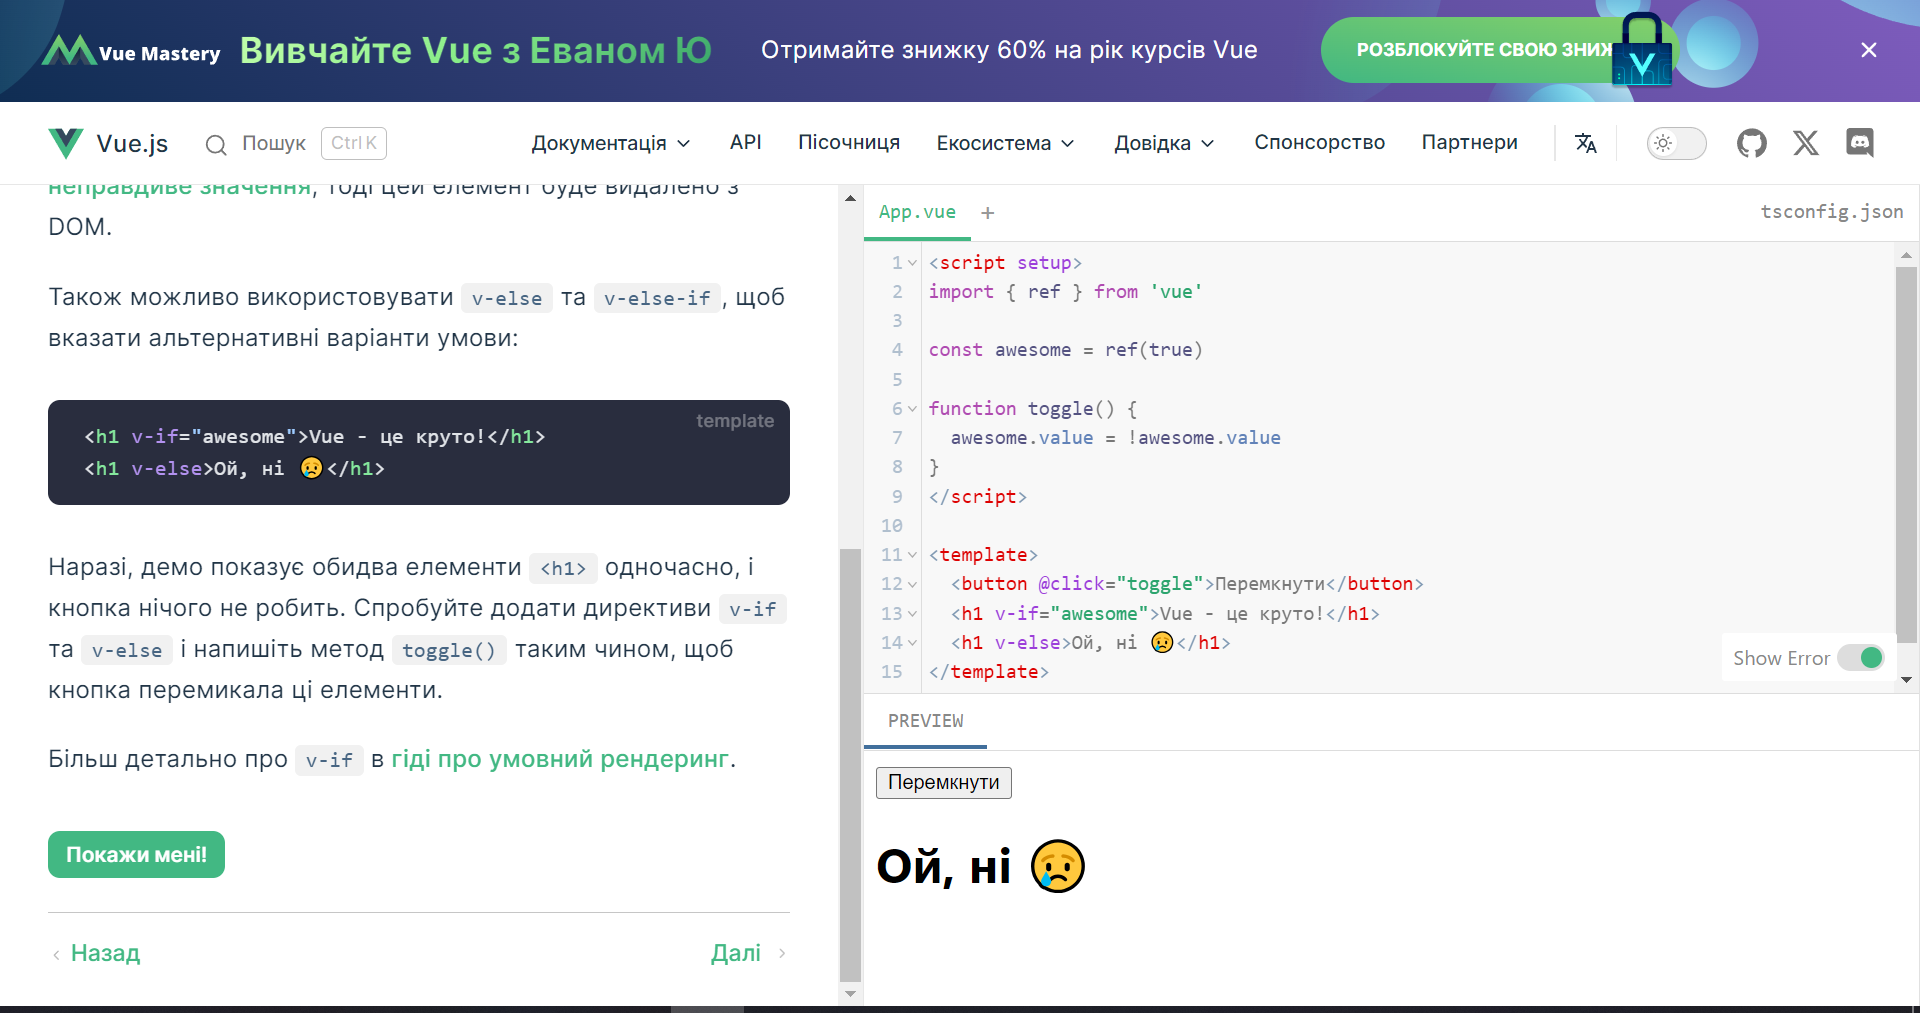 Vue Mastery
Вивчайте Vue з Еваном Ю
Отримайте знижку 60% на рік курсів Vue
РОЗБЛОКУЙТЕ СВОЮ
Vue.js
Пошук
Ctrl K
Документація
API
Пісочниця
Екосистема
Довідка
Спонсорство
Партнери
неправдиве значення, тоді цей елемент буде видалено з
DOM.
Також можливо використовувати v-else та v-else-if, щоб
вказати альтернативні варіанти умови:
template
<h1 v-if="awesome">Vue - це круто!</h1>
<h1 v-else>Ой, ні 😢</h1>
Наразі, демо показує обидва елементи <h1> одночасно, і
кнопка нічого не робить. Спробуйте додати директиви v-if
та v-else і напишіть метод toggle() таким чином, щоб
кнопка перемикала ці елементи.
Більш детально про v-if в гіді про умовний рендеринг.
Покажи мені!
Назад
Далі
App.vue
+
tsconfig.json
1 <script setup>
2 import { ref } from 'vue'
3
4 const awesome = ref(true)
5
6 function toggle() {
7 awesome.value = !awesome.value
8 }
9 </script>
10
11 <template>
12 <button @click="toggle">Перемкнути</button>
13 <h1 v-if="awesome">Vue - це круто!</h1>
14 <h1 v-else>Ой, ні 😢</h1>
15 </template>
Show Error
PREVIEW
Перемкнути
Ой, ні 😢